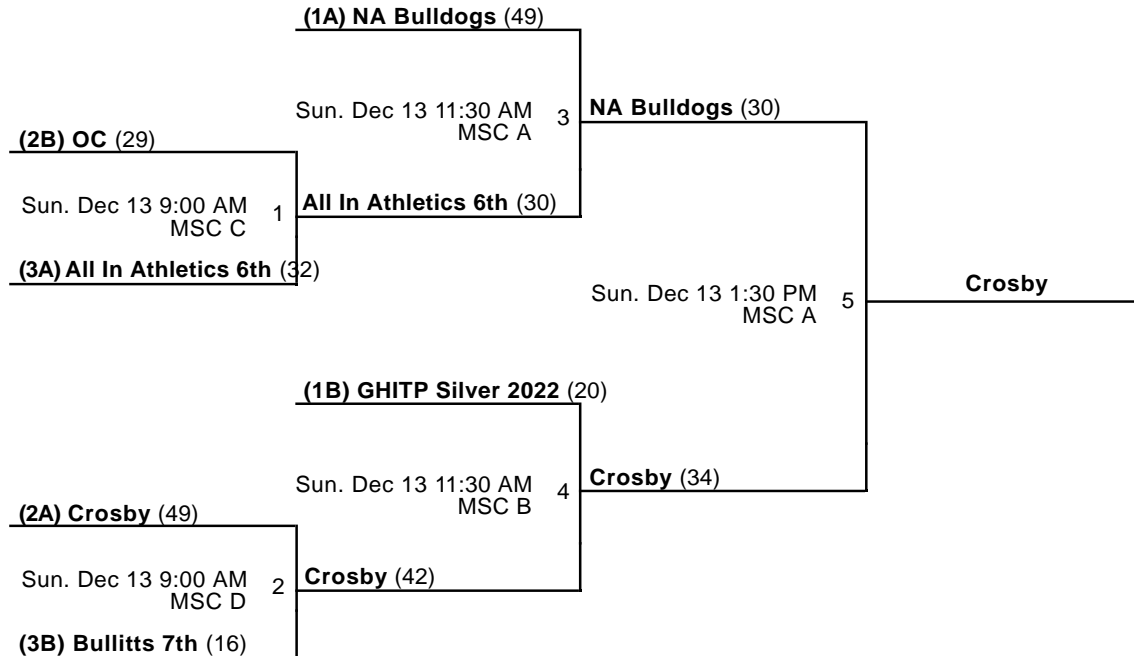 (1A) NA Bulldogs (49)
Sun. Dec 13 11:30 AM
MSC A
3
NA Bulldogs (30)
(2B) OC (29)
Sun. Dec 13 9:00 AM
MSC C
1
All In Athletics 6th (30)
(3A) All In Athletics 6th (32)
Sun. Dec 13 1:30 PM
MSC A
5
Crosby
(1B) GHITP Silver 2022 (20)
Sun. Dec 13 11:30 AM
MSC B
4
Crosby (34)
(2A) Crosby (49)
Sun. Dec 13 9:00 AM
MSC D
2
Crosby (42)
(3B) Bullitts 7th (16)